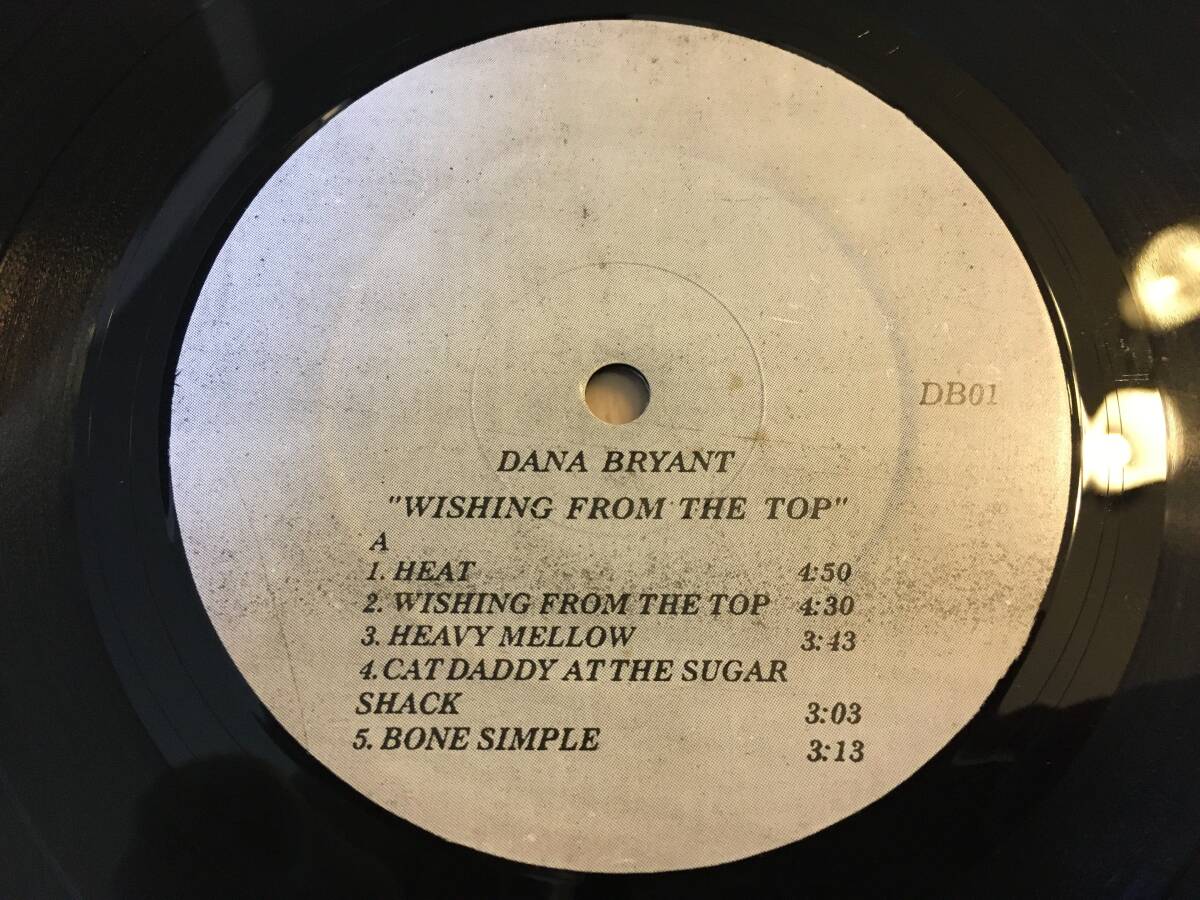 DB01
DANA BRYANT
"WISHING FROM THE TOP"
A
1. HEAT 4:50
2. WISHING FROM THE TOP 4:30
3. HEAVY MELLOW 3:43
4. CAT DADDY AT THE SUGAR
SHACK 3:03
5. BONE SIMPLE 3:13